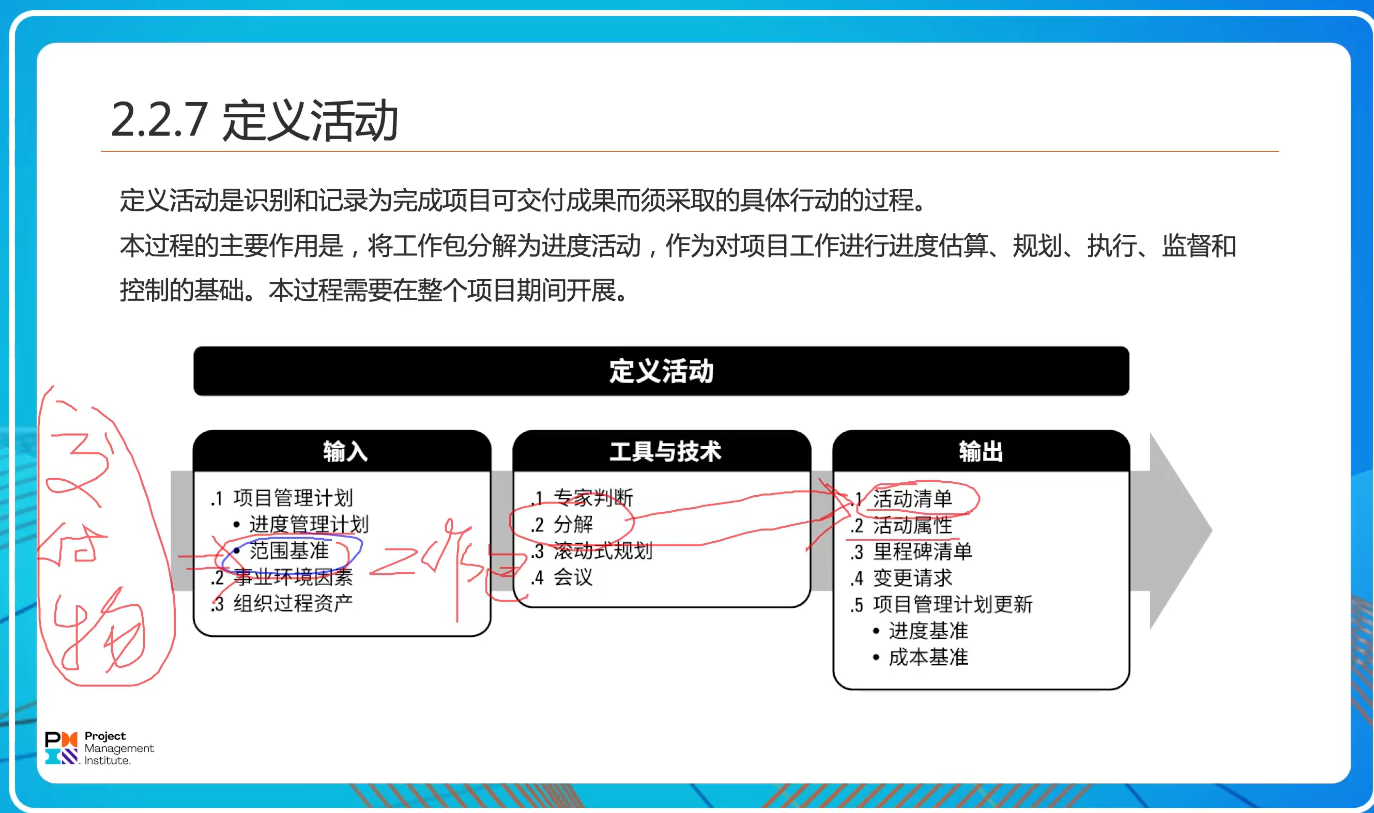 2.2.7 定义活动
定义活动是识别和记录为完成项目可交付成果而须采取的具体行动的过程。
本过程的主要作用是，将工作包分解为进度活动，作为对项目工作进行进度估算、规划、执行、监督和
控制的基础。本过程需要在整个项目期间开展。
定义活动
输入
.1 项目管理计划
• 进度管理计划
• 范围基准
.2 事业环境因素
.3 组织过程资产
工具与技术
.1 专家判断
.2 分解
.3 滚动式规划
.4 会议
输出
.1 活动清单
.2 活动属性
.3 里程碑清单
.4 变更请求
.5 项目管理计划更新
• 进度基准
• 成本基准
付
物
Project
Management
Institute.